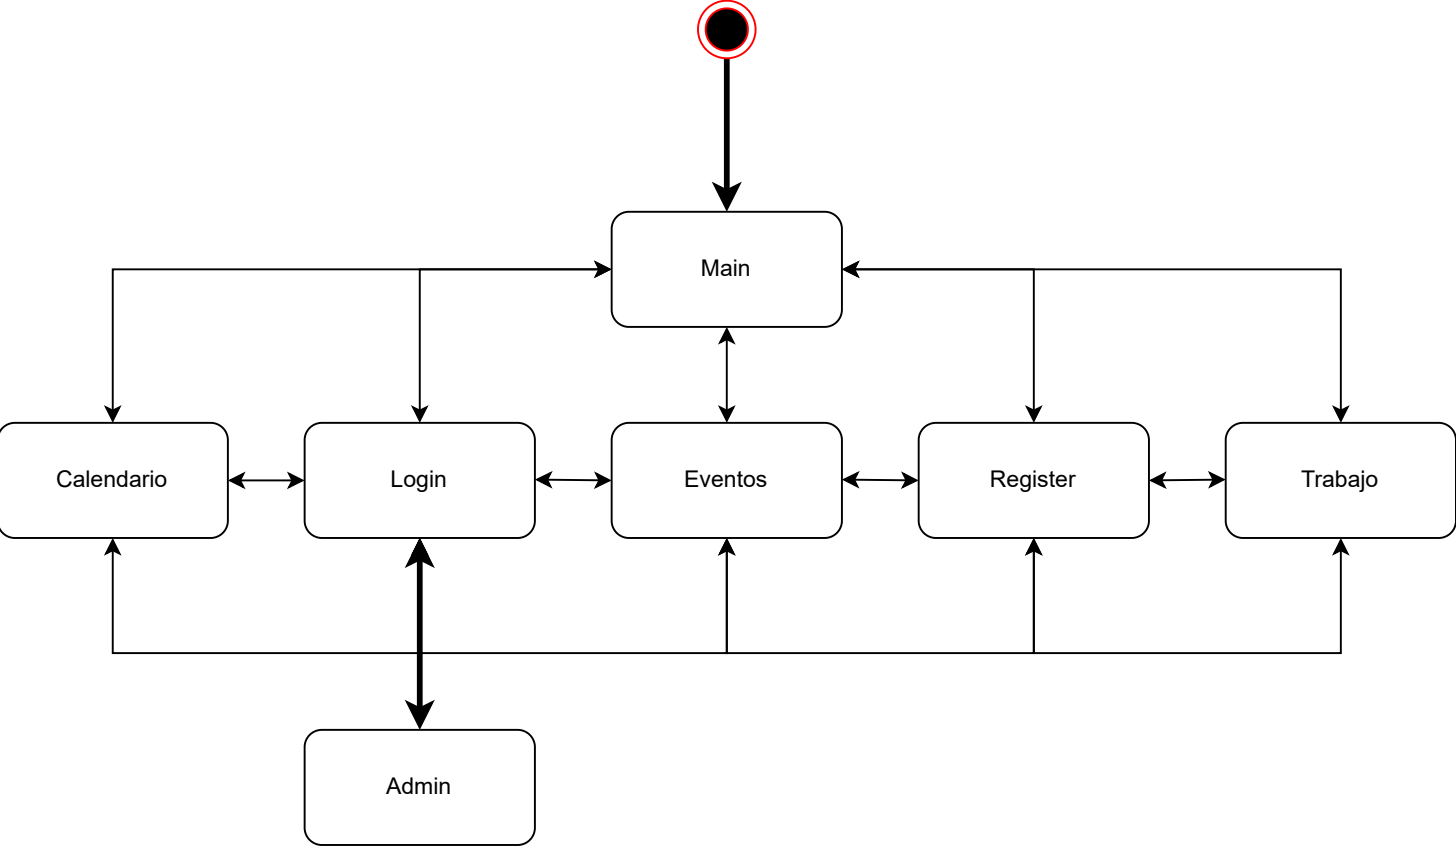 Main
Calendario
Login
Eventos
Register
Trabajo
Admin